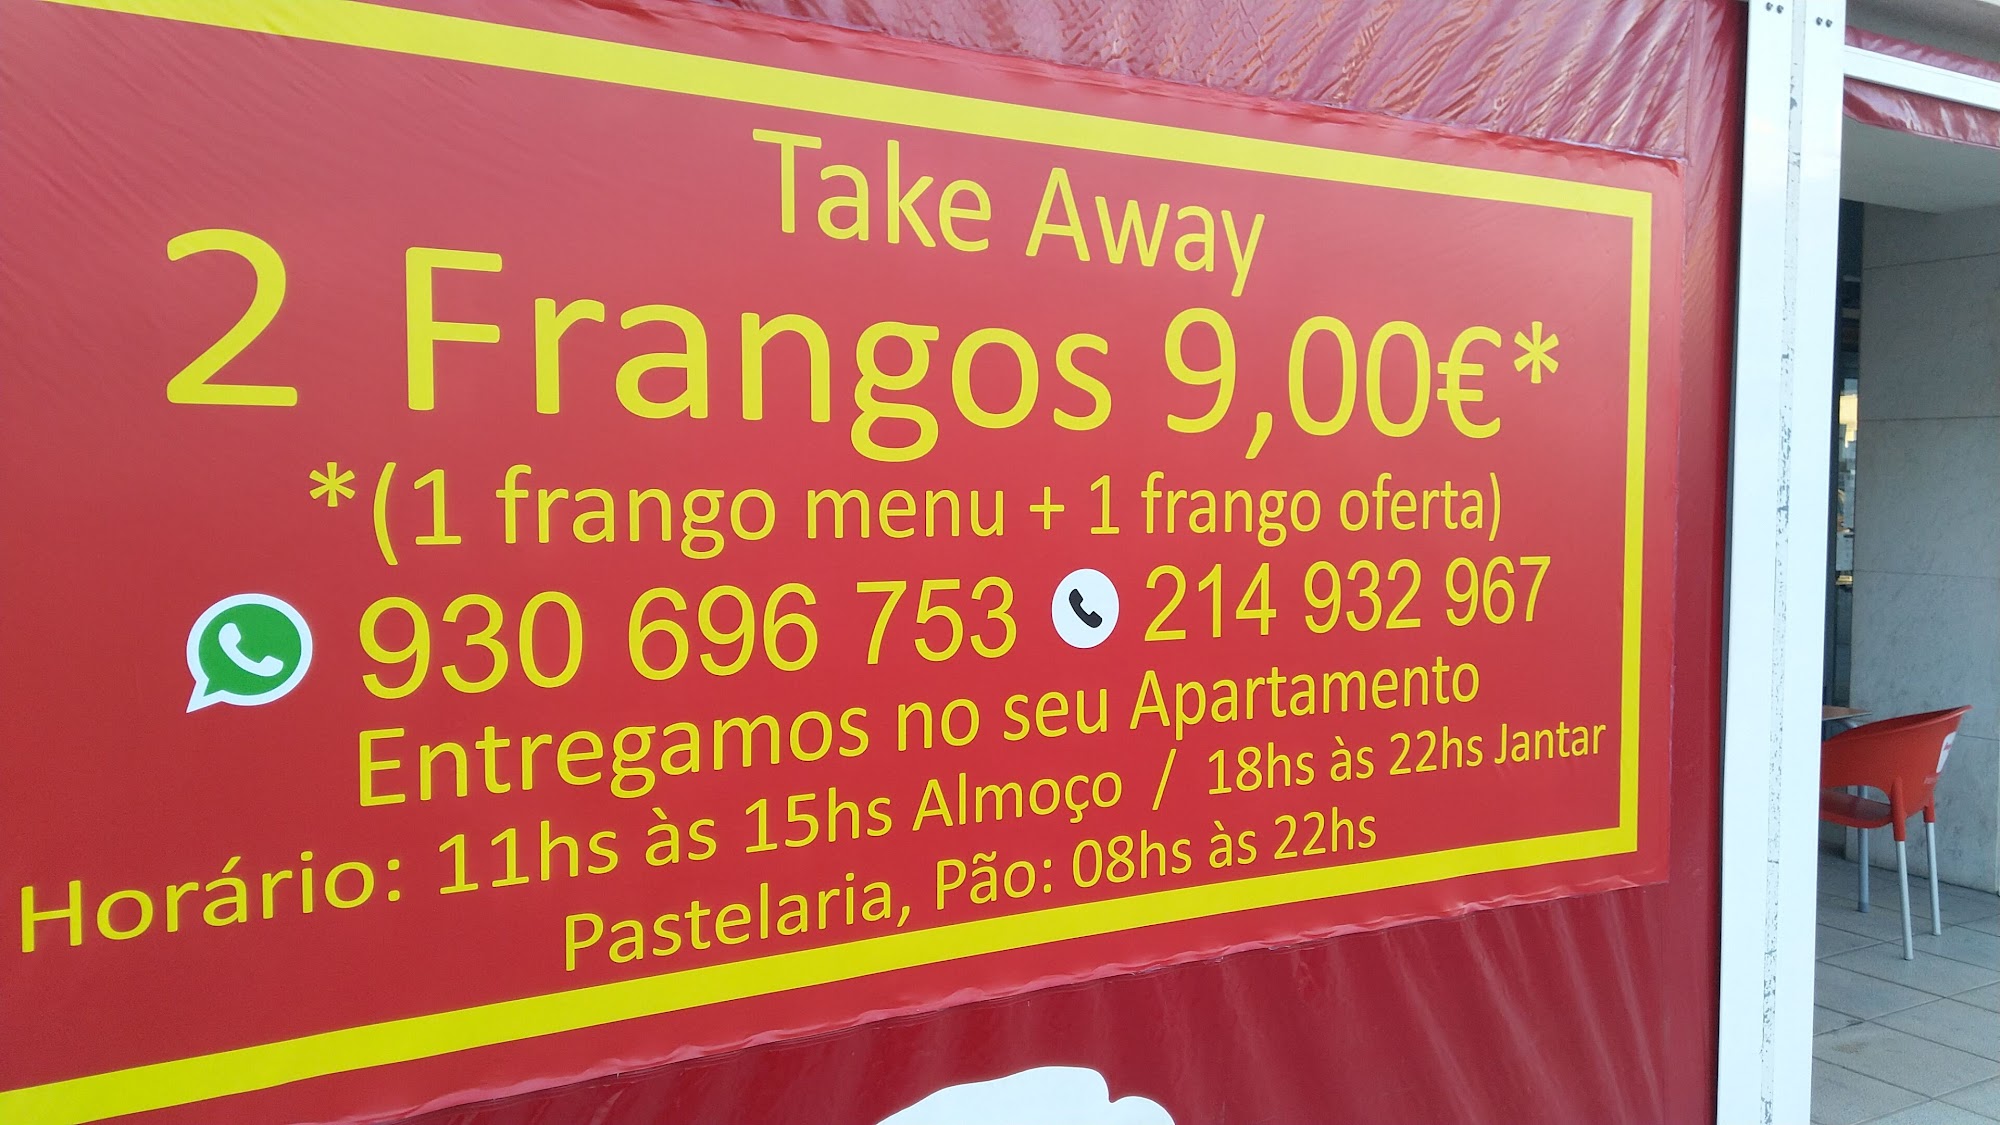 Take Away
2 Frangos 9,00€*
*(1 frango menu + 1 frango oferta)
930 696 753 214 932 967
Entregamos no seu Apartamento
Horário: 11hs às 15hs Almoço / 18hs às 22hs Jantar
Pastelaria, Pão: 08hs às 22hs